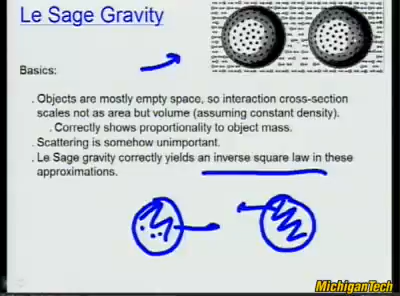 Le Sage Gravity
Basics:
. Objects are mostly empty space, so interaction cross-section
scales not as area but volume (assuming constant density).
. Correctly shows proportionality to object mass.
. Scattering is somehow unimportant.
. Le Sage gravity correctly yields an inverse square law in these
approximations.
MichiganTech